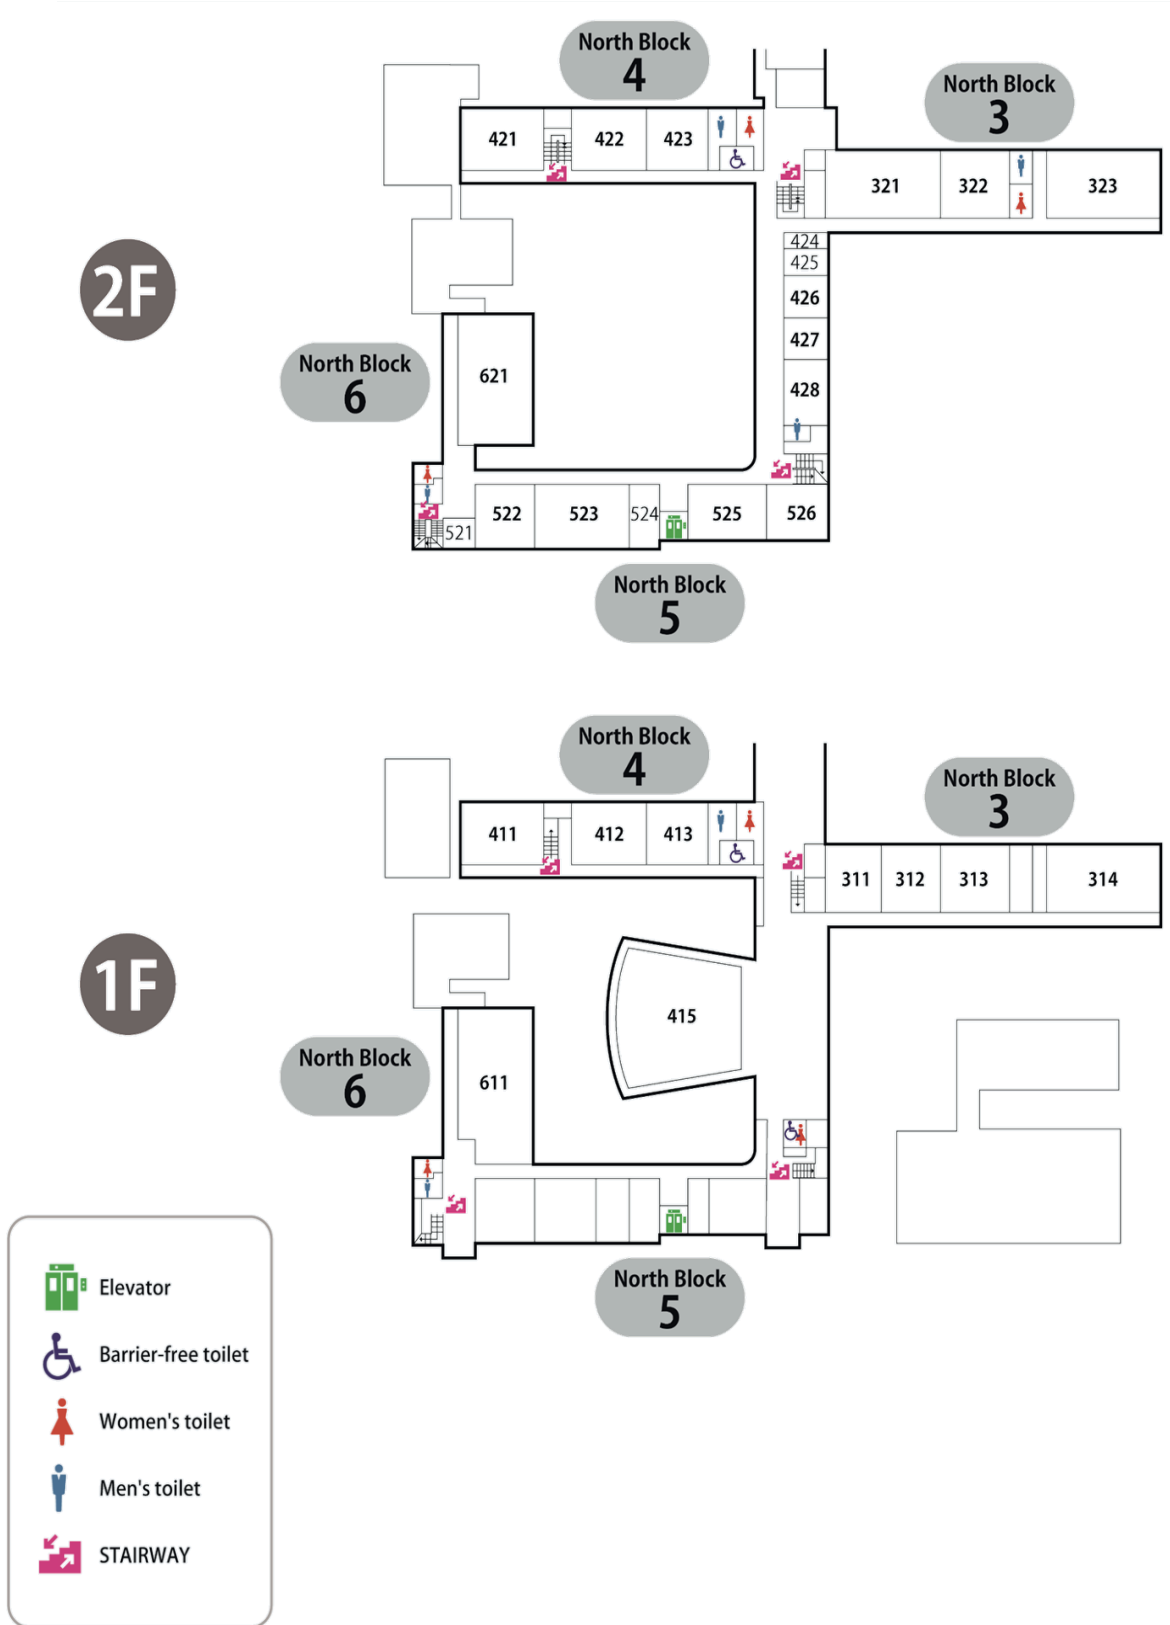 North Block
4
North Block
3
421
422
423
321
322
323
424
425
426
427
428
2F
North Block
6
621
521
522
523
524
525
526
North Block
5
North Block
4
North Block
3
411
412
413
311
312
313
314
1F
415
North Block
6
611
North Block
5
Elevator
Barrier-free toilet
Women's toilet
Men's toilet
STAIRWAY